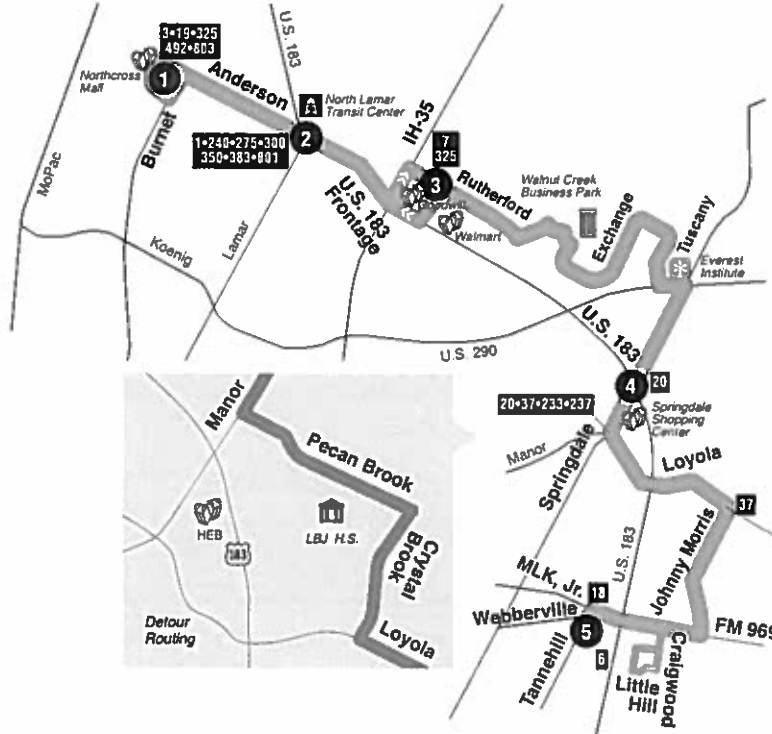 3•19•325
492•803
Northcross
Mall
1
Anderson
U.S. 183
North Lamar
Transit Center
2
1•240•275•300
350•383•801
Burnet
MoPac
Koenig
Lamar
U.S. 183
Frontage
IH-35
7
325
3
Rutherford
Walmart
Walnut Creek
Business Park
Exchange
Tuscany
Everest
Institute
U.S. 290
U.S. 183
4
20
20•37•233•237
Springdale
Shopping
Center
Manor
Springdale
Loyola
37
Johnny Morris
U.S. 183
MLK, Jr.
18
Webberville
5
6
Tannehill
Little
Hill
Craigwood
FM 969
Manor
Pecan Brook
HEB
183
LBJ H.S.
Crystal
Brook
Detour
Routing
Loyola